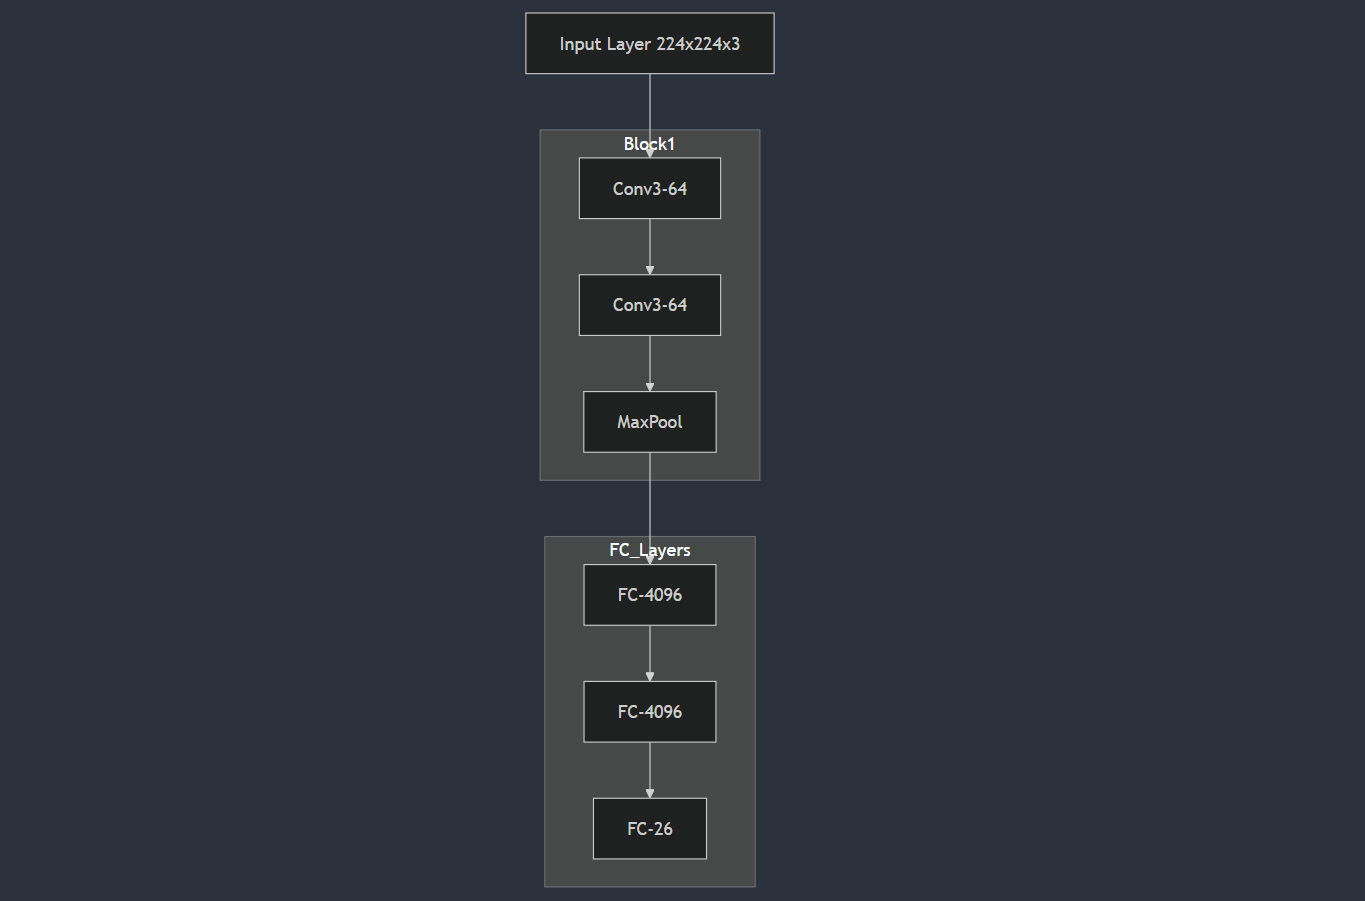 Input Layer 224x224x3
Block1
Conv3-64
Conv3-64
MaxPool
FC_Layers
FC-4096
FC-4096
FC-26